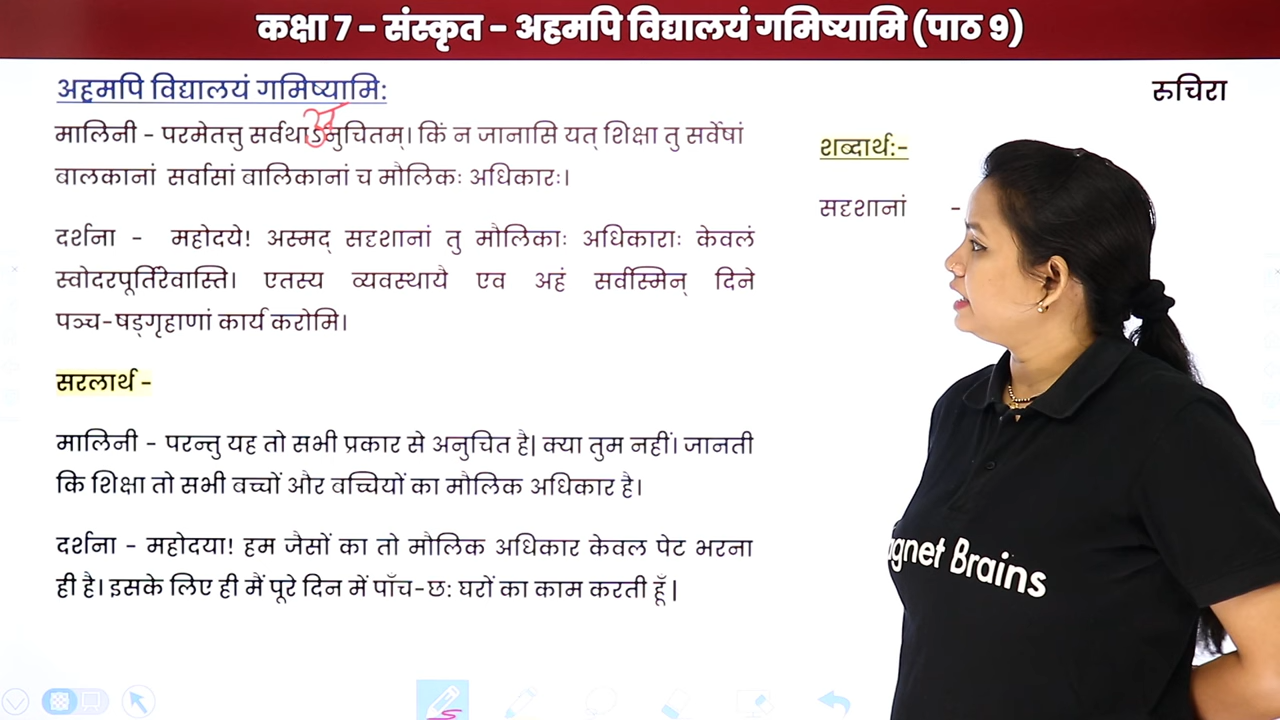 कक्षा 7 - संस्कृत - अहमपि विद्यालयं गमिष्यामि (पाठ 9)
अहमपि विद्यालयं गमिष्यामि:
रुचिरा
मालिनी - परमेतत्तु सर्वथाऽनुचितम्। किं न जानासि यत् शिक्षा तु सर्वेषां
बालकानां सर्वासां बालिकानां च मौलिकः अधिकारः।
दर्शना - महोदये! अस्मद् सदृशानां तु मौलिकाः अधिकाराः केवलं
स्वोदरपूर्तिरेवास्ति। एतस्य व्यवस्थायै एव अहं सर्वस्मिन् दिने
पञ्च-षड्गृहाणां कार्य करोमि।
सरलार्थ -
मालिनी - परन्तु यह तो सभी प्रकार से अनुचित है| क्या तुम नहीं। जानती
कि शिक्षा तो सभी बच्चों और बच्चियों का मौलिक अधिकार है।
दर्शना - महोदया! हम जैसों का तो मौलिक अधिकार केवल पेट भरना
ही है। इसके लिए ही मैं पूरे दिन में पाँच-छ: घरों का काम करती हूँ |
शब्दार्थ:-
सदृशानां -
gnet Brains